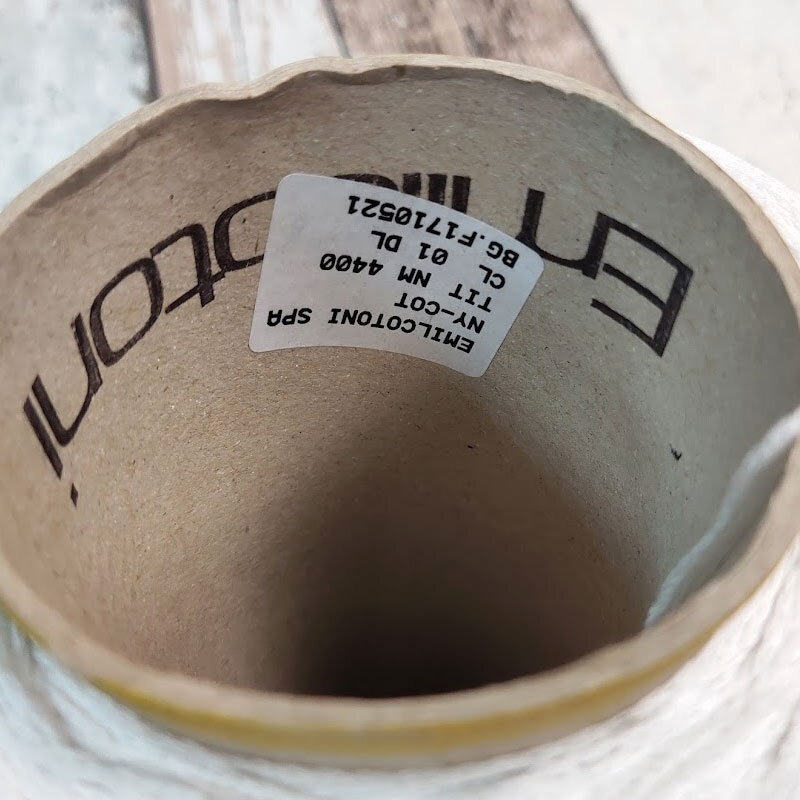 Emilcotoni
EMILCOTONI SPA
NY-COT
TIT NM 4400
CL 01 DL
BG.F1710521